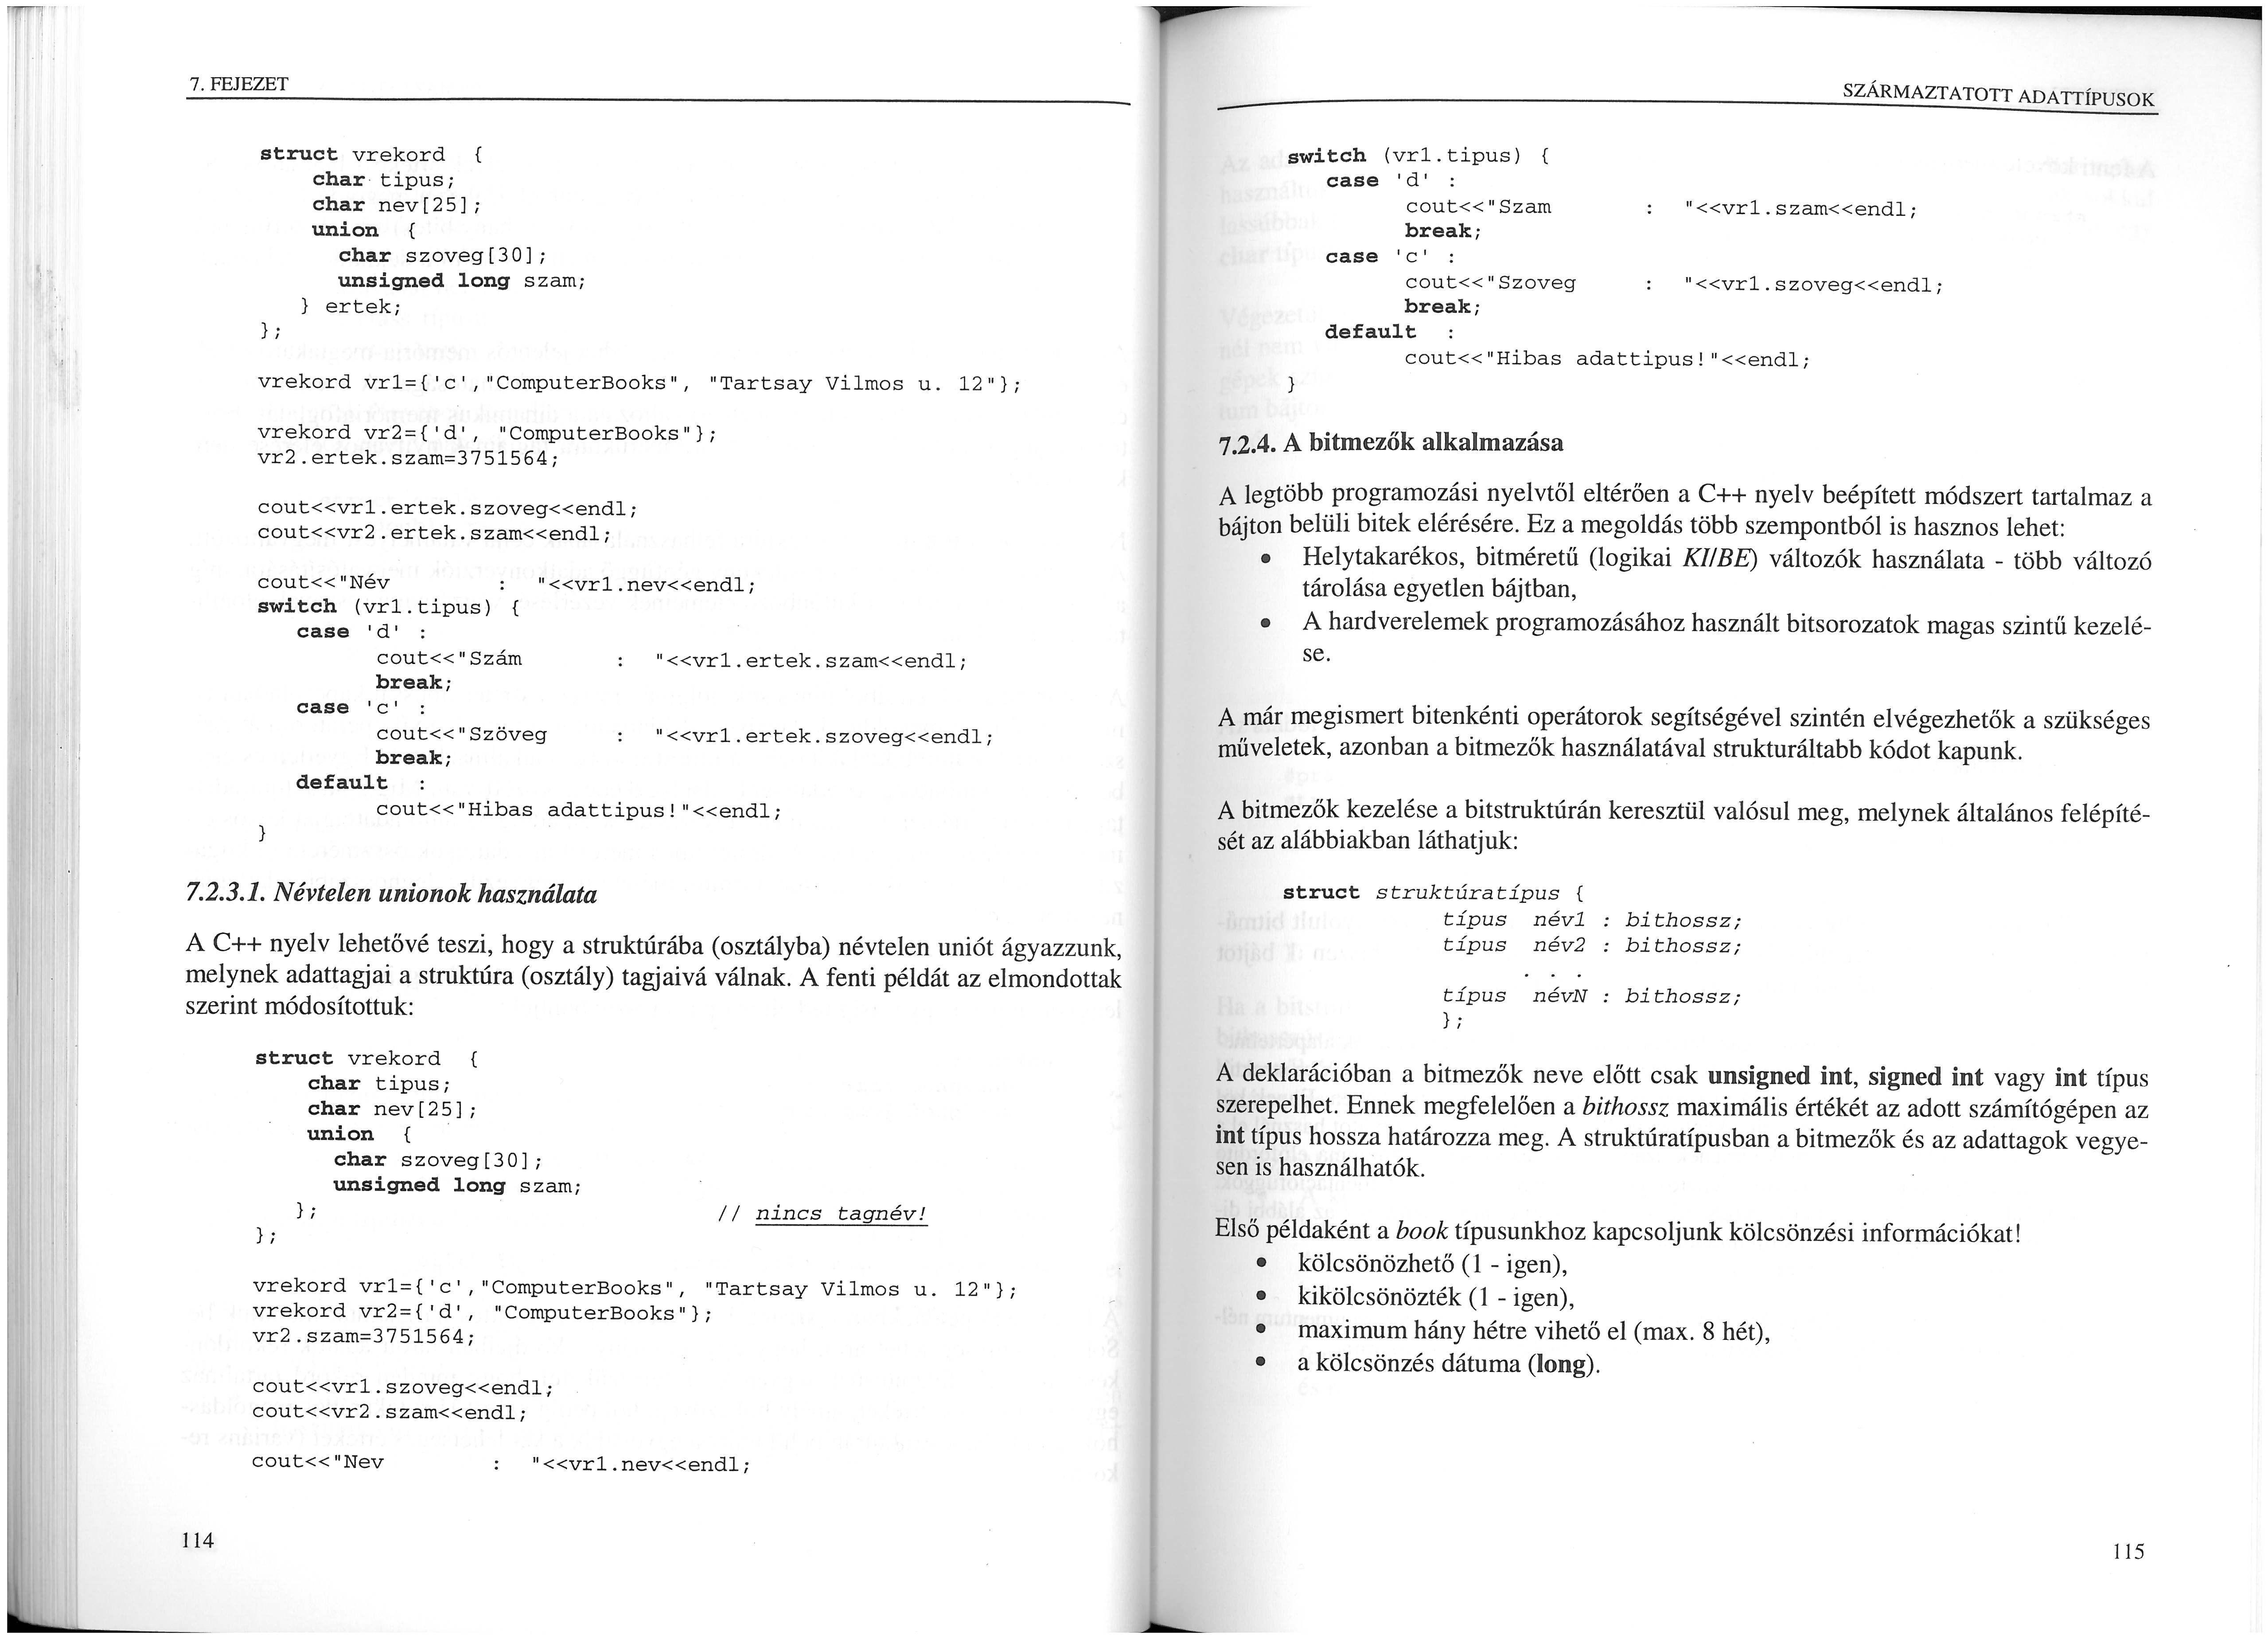 7. FEJEZET
struct vrekord {
char tipus;
char nev[25];
union {
char szoveg[30];
unsigned long szam;
} ertek;
};
vrekord vr1={'c',"ComputerBooks", "Tartsay Vilmos u. 12"};
vrekord vr2={'d', "ComputerBooks"};
vr2.ertek.szam=3751564;
cout<<vr1.ertek.szoveg<<endl;
cout<<vr2.ertek.szam<<endl;
cout<<"Név : "<<vr1.nev<<endl;
switch (vr1.tipus) {
case 'd' :
cout<<"Szám : "<<vr1.ertek.szam<<endl;
break;
case 'c' :
cout<<"Szöveg : "<<vr1.ertek.szoveg<<endl;
break;
default :
cout<<"Hibas adattipus!"<<endl;
}
7.2.3.1. Névtelen unionok használata
A C++ nyelv lehetővé teszi, hogy a struktúrába (osztályba) névtelen uniót ágyazzunk,
melynek adattagjai a struktúra (osztály) tagjaivá válnak. A fenti példát az elmondottak
szerint módosítottuk:
struct vrekord {
char tipus;
char nev[25];
union {
char szoveg[30];
unsigned long szam;
}; // nincs tagnév!
};
vrekord vr1={'c',"ComputerBooks", "Tartsay Vilmos u. 12"};
vrekord vr2={'d', "ComputerBooks"};
vr2.szam=3751564;
cout<<vr1.szoveg<<endl;
cout<<vr2.szam<<endl;
cout<<"Nev : "<<vr1.nev<<endl;
114
SZÁRMAZTATOTT ADATTÍPUSOK
switch (vr1.tipus) {
case 'd' :
cout<<"Szam : "<<vr1.szam<<endl;
break;
case 'c' :
cout<<"Szoveg : "<<vr1.szoveg<<endl;
break;
default :
cout<<"Hibas adattipus!"<<endl;
}
7.2.4. A bitmezők alkalmazása
A legtöbb programozási nyelvtől eltérően a C++ nyelv beépített módszert tartalmaz a
bájton belüli bitek elérésére. Ez a megoldás több szempontból is hasznos lehet:
• Helytakarékos, bitméretű (logikai KI/BE) változók használata - több változó
tárolása egyetlen bájtban,
• A hardverelemek programozásához használt bitsorozatok magas szintű kezelé-
se.
A már megismert bitenkénti operátorok segítségével szintén elvégezhetők a szükséges
műveletek, azonban a bitmezők használatával strukturáltabb kódot kapunk.
A bitmezők kezelése a bitstruktúrán keresztül valósul meg, melynek általános felépíté-
sét az alábbiakban láthatjuk:
struct struktúratípus {
típus név1 : bithossz;
típus név2 : bithossz;
. . .
típus névN : bithossz;
};
A deklarációban a bitmezők neve előtt csak unsigned int, signed int vagy int típus
szerepelhet. Ennek megfelelően a bithossz maximális értékét az adott számítógépen az
int típus hossza határozza meg. A struktúratípusban a bitmezők és az adattagok vegye-
sen is használhatók.
Első példaként a book típusunkhoz kapcsoljunk kölcsönzési információkat!
• kölcsönözhető (1 - igen),
• kikölcsönözték (1 - igen),
• maximum hány hétre vihető el (max. 8 hét),
• a kölcsönzés dátuma (long).
115